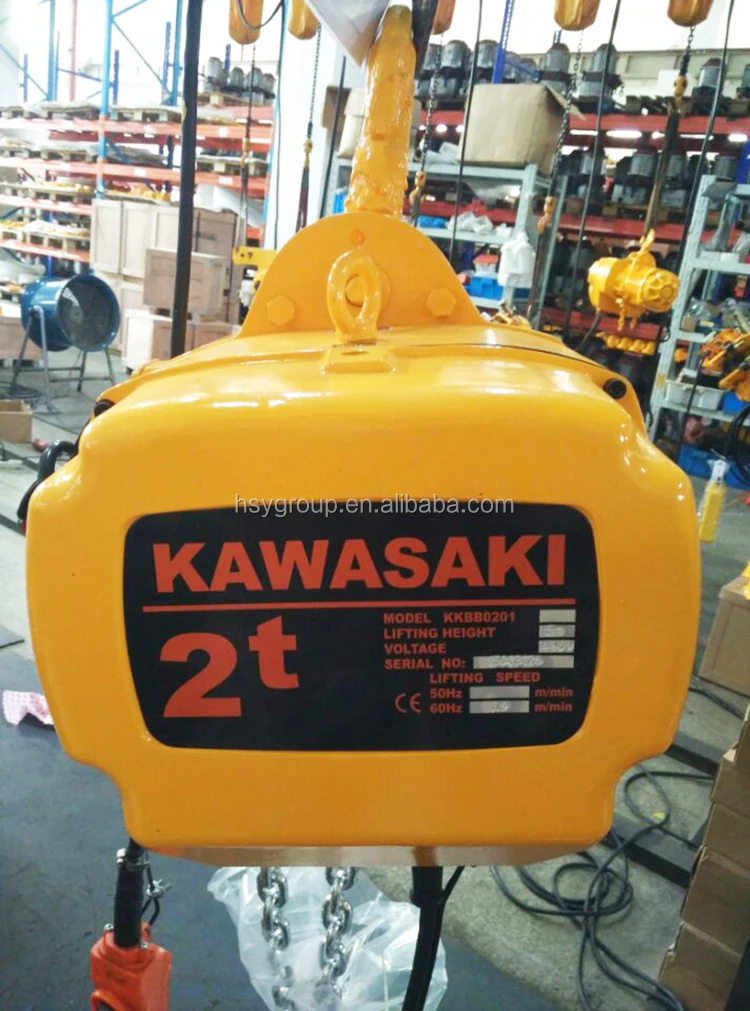 hsygroup.en.alibaba.com
KAWASAKI
2t
MODEL KKBB0201
LIFTING HEIGHT
VOLTAGE
SERIAL NO:
LIFTING SPEED
CE 50Hz m/min
60Hz m/min